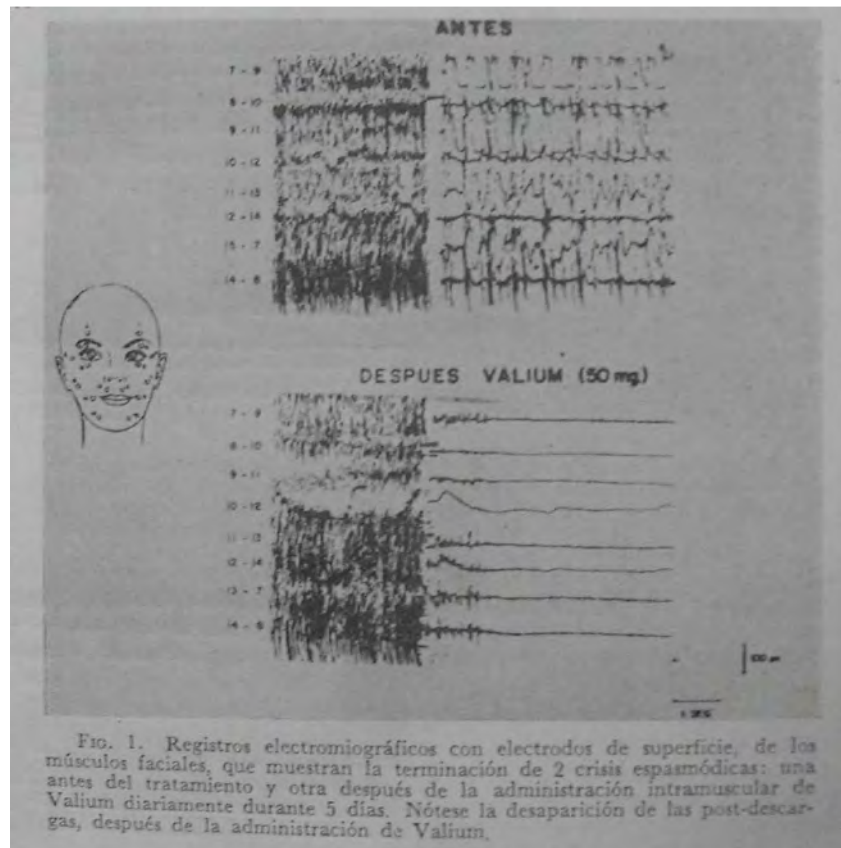 ANTES
7 - 9
8 - 10
9 - 11
10 - 12
11 - 13
12 - 14
14 - 8
DESPUES VALIUM (50 mg.)
7 - 9
8 - 10
9 - 11
10 - 12
11 - 13
12 - 14
13 - 7
14 - 8
FIG. 1. Registros electromiográficos con electrodos de superficie, de los
músculos faciales, que muestran la terminación de 2 crisis espasmódicas: una
antes del tratamiento y otra después de la administración intramuscular de
Valium diariamente durante 5 días. Nótese la desaparición de las post-descar-
gas, después de la administración de Valium.